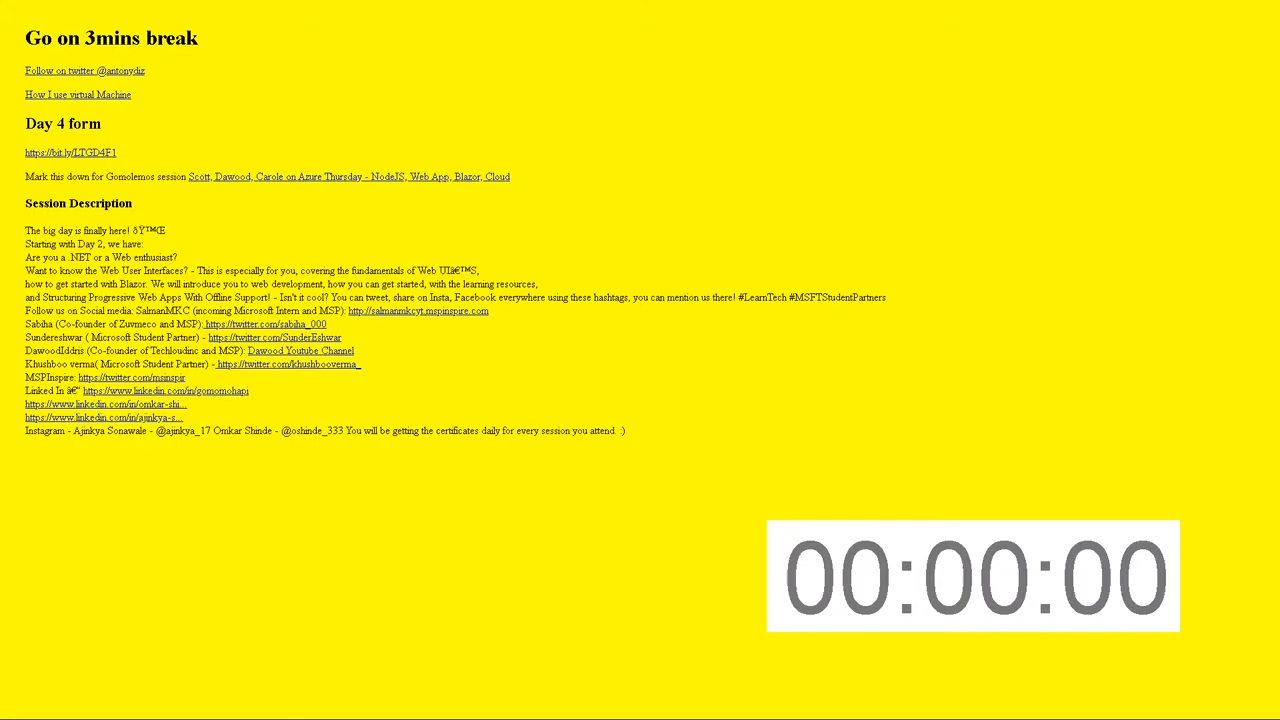 Go on 3mins break
Follow on twitter @antonydiz
How I use virtual Machine
Day 4 form
https://bit.ly/LTGD4F1
Mark this down for Gomolemos session Scott, Dawood, Carole on Azure Thursday - NodeJS, Web App, Blazor, Cloud
Session Description
The big day is finally here! ðŸ™Œ
Starting with Day 2, we have:
Are you a .NET or a Web enthusiast?
Want to know the Web User Interfaces? - This is especially for you, covering the fundamentals of Web UIâ€™S,
how to get started with Blazor. We will introduce you to web development, how you can get started, with the learning resources,
and Structuring Progressive Web Apps With Offline Support! - Isn't it cool? You can tweet, share on Insta, Facebook everywhere using these hashtags, you can mention us there! #LearnTech #MSFTStudentPartners
Follow us on Social media: SalmanMKC (incoming Microsoft Intern and MSP): http://salmanmkcyt.mspinspire.com
Sabiha (Co-founder of Zuvmeco and MSP): https://twitter.com/sabiha_000
Sundereshwar ( Microsoft Student Partner) - https://twitter.com/SunderEshwar
DawoodIddris (Co-founder of Techloudinc and MSP): Dawood Youtube Channel
Khushboo verma( Microsoft Student Partner) - https://twitter.com/khushbooverma_
MSPInspire: https://twitter.com/msinspir
Linked In â€“ https://www.linkedin.com/in/gomomohapi
https://www.linkedin.com/in/omkar-shi...
https://www.linkedin.com/in/ajinkya-s...
Instagram - Ajinkya Sonawale - @ajinkya_17 Omkar Shinde - @oshinde_333 You will be getting the certificates daily for every session you attend. :)
00:00:00